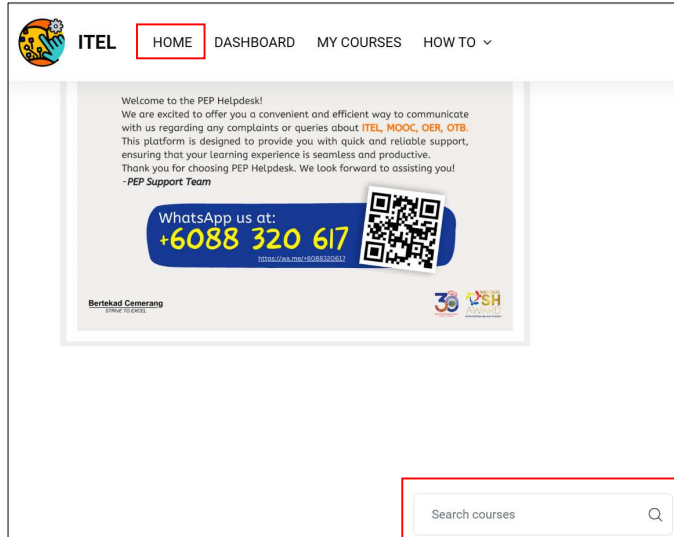 ITEL HOME DASHBOARD MY COURSES HOW TO
Welcome to the PEP Helpdesk!
We are excited to offer you a convenient and efficient way to communicate
with us regarding any complaints or queries about ITEL, MOOC, OER, OTB.
This platform is designed to provide you with quick and reliable support,
ensuring that your learning experience is seamless and productive.
Thank you for choosing PEP Helpdesk. We look forward to assisting you!
-PEP Support Team
WhatsApp us at:
+6088 320 617
https://wa.me/+6088320617
Bertekad Cemerang
STRIVE TO EXCEL
30
SH
AWARD
Search courses